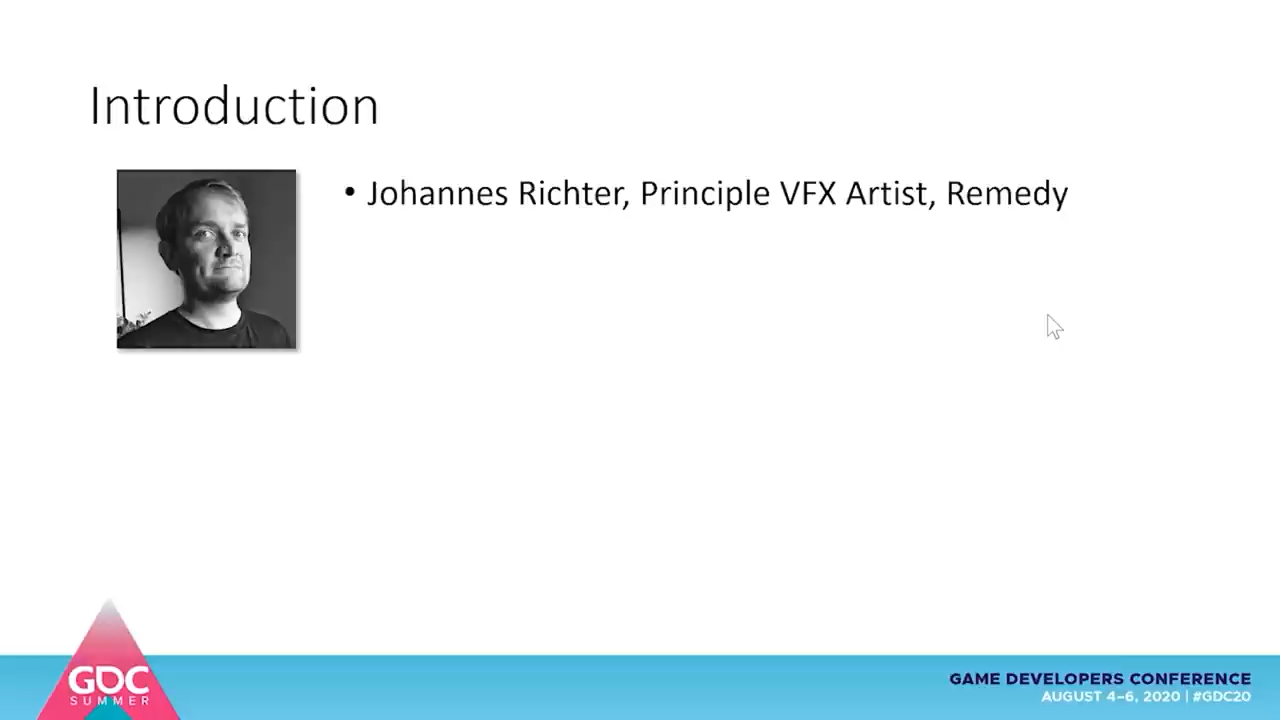 Introduction
• Johannes Richter, Principle VFX Artist, Remedy
GDC
SUMMER
GAME DEVELOPERS CONFERENCE
AUGUST 4–6, 2020 | #GDC20